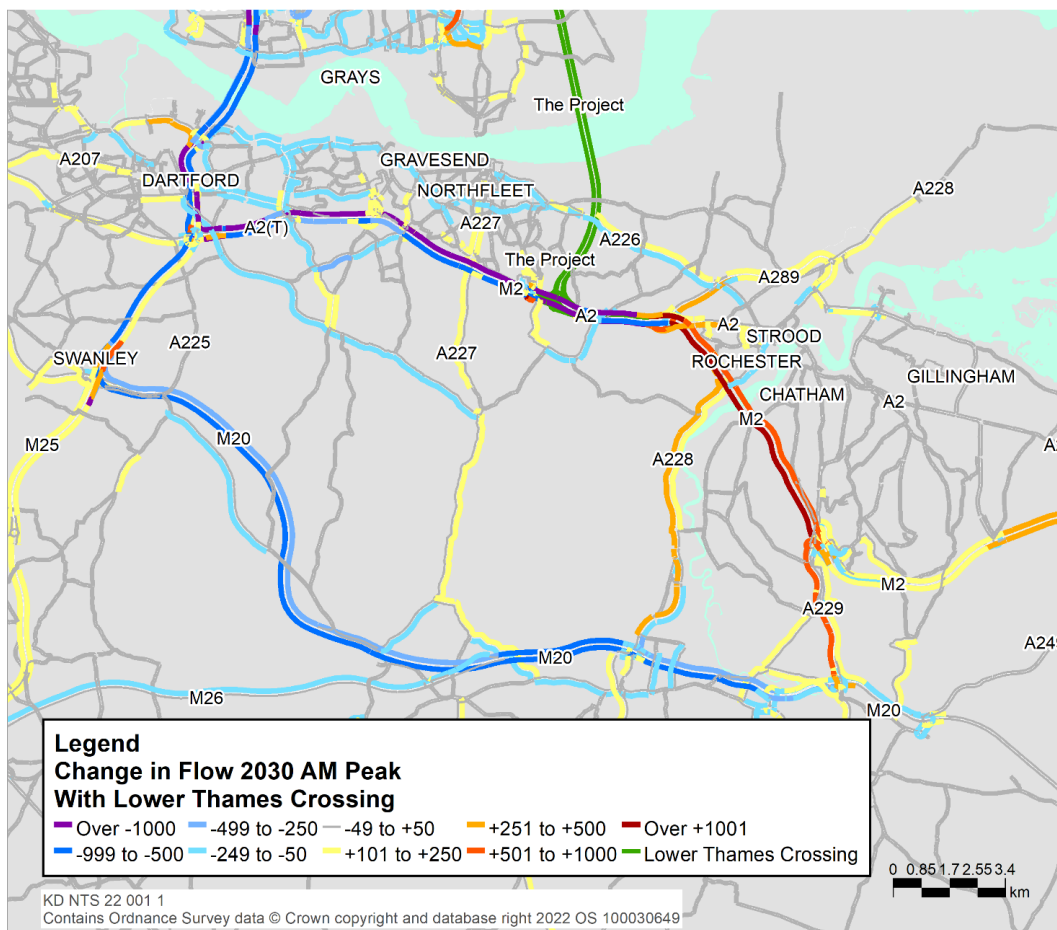 GRAYS
The Project
A207
DARTFORD
GRAVESEND
NORTHFLEET
A228
A2(T)
A227
A226
The Project
A289
M2
A2
A2
STROOD
SWANLEY
A225
A227
ROCHESTER
GILLINGHAM
CHATHAM
A2
M20
M2
M25
A228
A2
M2
A229
A249
M20
M26
M20
Legend
Change in Flow 2030 AM Peak
With Lower Thames Crossing
Over -1000 -499 to -250 -49 to +50 +251 to +500 Over +1001
-999 to -500 -249 to -50 +101 to +250 +501 to +1000 Lower Thames Crossing
0 0.85 1.7 2.55 3.4
km
KD NTS 22 001 1
Contains Ordnance Survey data © Crown copyright and database right 2022 OS 100030649